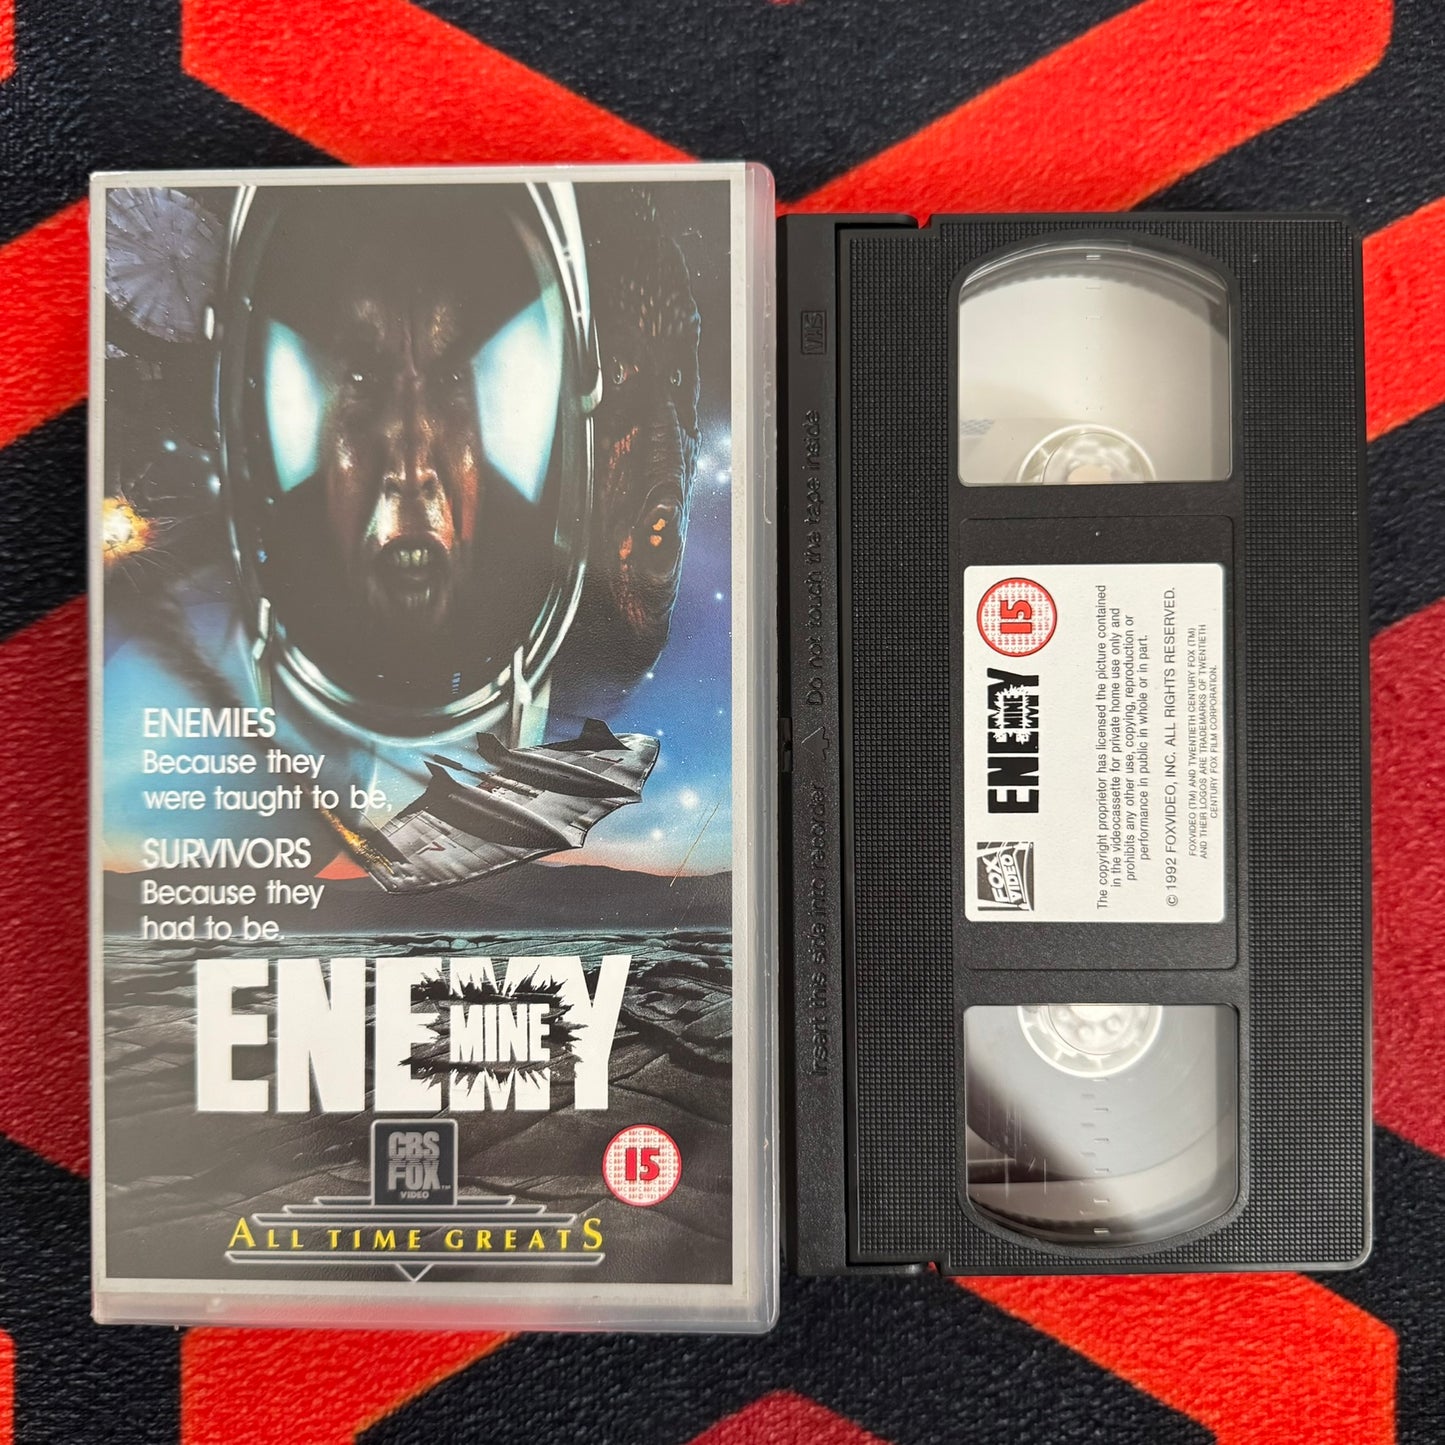 ENEMIES
Because they
were taught to be,
SURVIVORS
Because they
had to be.
ENEMY
MINE
CBS
FOX
VIDEO
TM
15
ALL TIME GREATS
VHS
Do not touch the tape inside
Insert this side into recorder
15
ENEMY
MINE
FOX
VIDEO
The copyright proprietor has licensed the picture contained
in the videocassette for private home use only and
prohibits any other use, copying, reproduction or
performance in public in whole or in part.
© 1992 FOXVIDEO, INC. ALL RIGHTS RESERVED.
FOXVIDEO (TM) AND TWENTIETH CENTURY FOX (TM)
AND THEIR LOGOS ARE TRADEMARKS OF TWENTIETH
CENTURY FOX FILM CORPORATION.